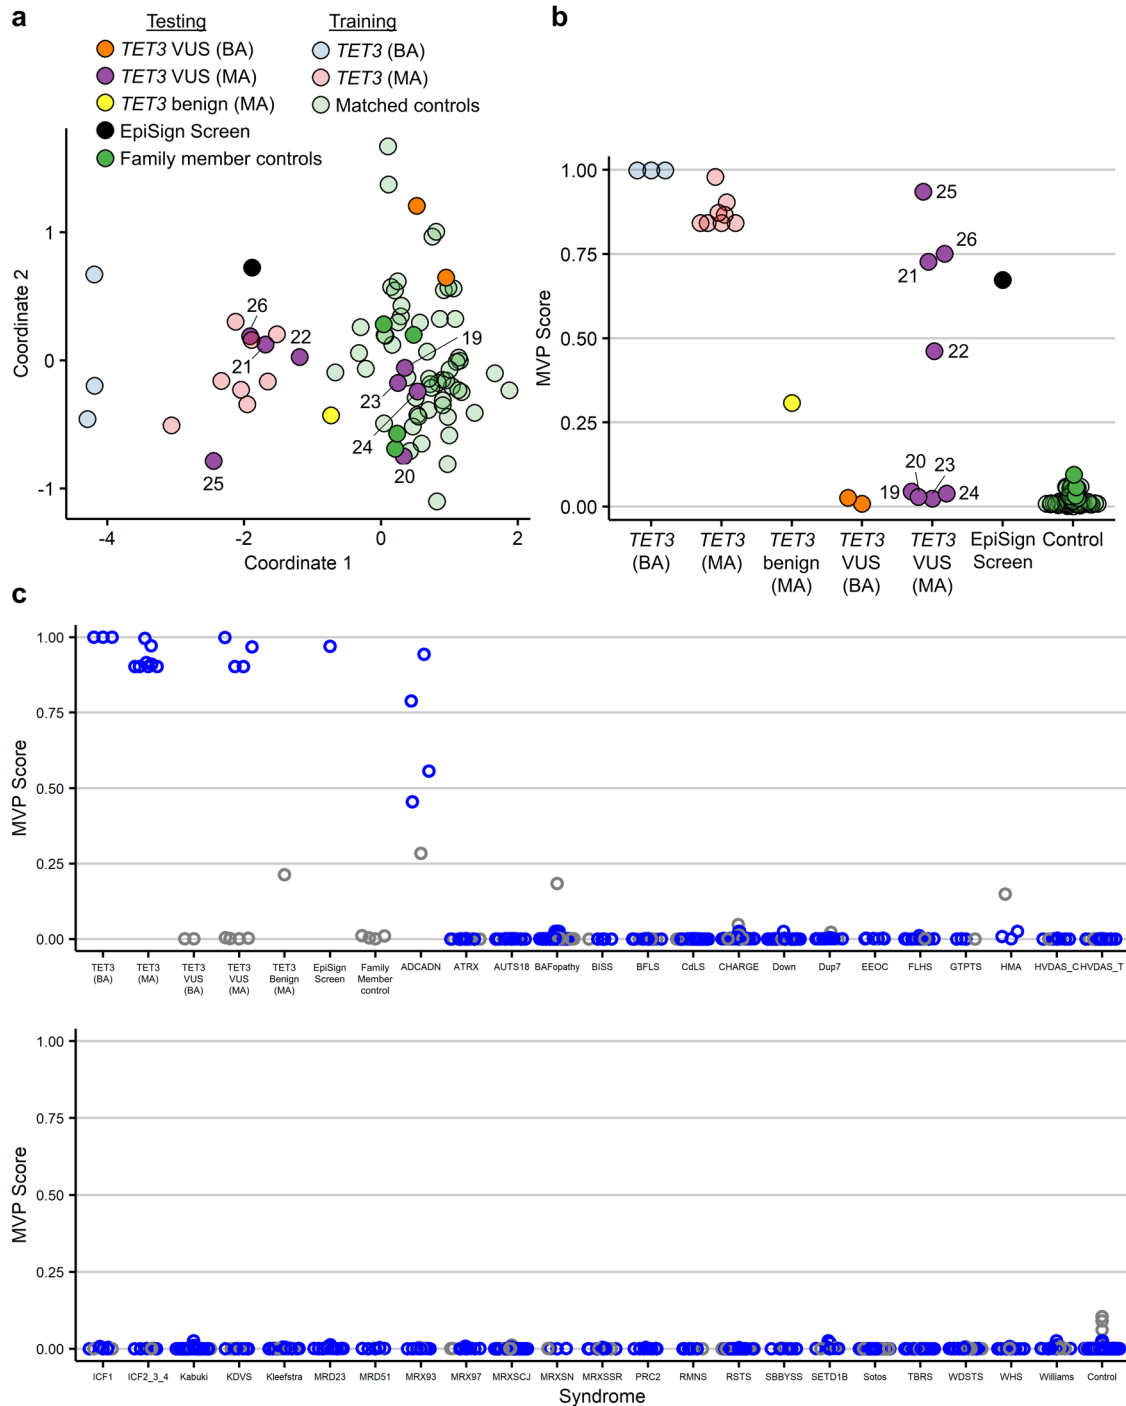 a
Testing
Training
TET3 VUS (BA)
TET3 VUS (MA)
TET3 benign (MA)
EpiSign Screen
Family member controls
TET3 (BA)
TET3 (MA)
Matched controls
Coordinate 2
1
0
-1
26
22
21
25
19
23
24
20
-4
-2
0
2
Coordinate 1
b
MVP Score
1.00
0.75
0.50
0.25
0.00
25
26
21
22
20
23
19
24
TET3 (BA)
TET3 (MA)
TET3 benign (MA)
TET3 VUS (BA)
TET3 VUS (MA)
EpiSign Screen
Control
c
MVP Score
1.00
0.75
0.50
0.25
0.00
TET3 (BA)
TET3 (MA)
TET3 VUS (BA)
TET3 VUS (MA)
TET3 Benign (MA)
EpiSign Screen
Family Member control
ADCADN
ATRX
AUTS18
BAFopathy
BISS
BFLS
CdLS
CHARGE
Down
Dup7
EEOC
FLHS
GTPTS
HMA
HVDAS_C
HVDAS_T
MVP Score
1.00
0.75
0.50
0.25
0.00
ICF1
ICF2_3_4
Kabuki
KDVS
Kleefstra
MRD23
MRD51
MRX93
MRX97
MRXSCJ
MRXSN
MRXSSR
PRC2
RMNS
RSTS
SBBYSS
SETD1B
Sotos
TBRS
WDSTS
WHS
Williams
Control
Syndrome